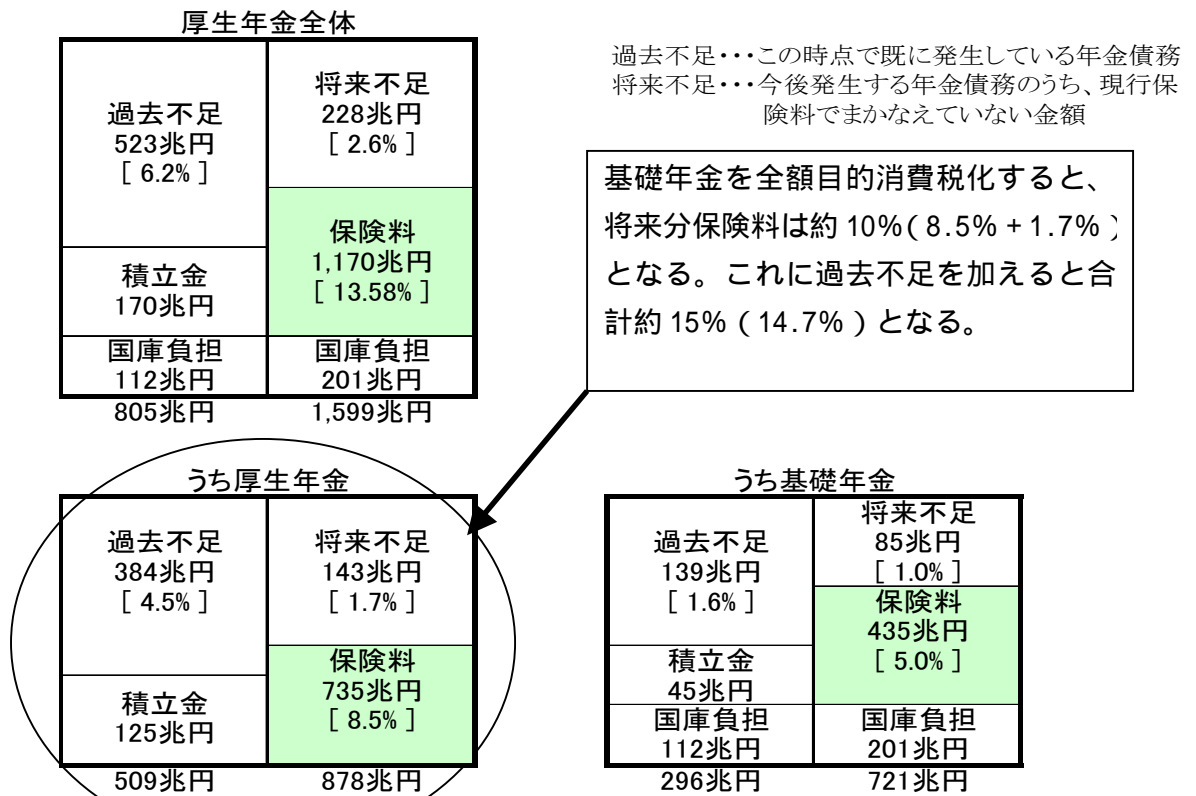 厚生年金全体
過去不足
523兆円
[ 6.2% ]
積立金
170兆円
国庫負担
112兆円
805兆円
将来不足
228兆円
[ 2.6% ]
保険料
1,170兆円
[ 13.58% ]
国庫負担
201兆円
1,599兆円
過去不足・・・この時点で既に発生している年金債務
将来不足・・・今後発生する年金債務のうち、現行保
険料でまかなえていない金額
基礎年金を全額目的消費税化すると、
将来分保険料は約 10%( 8.5% + 1.7% )
となる。これに過去不足を加えると合
計約 15% ( 14.7% ) となる。
うち厚生年金
過去不足
384兆円
[ 4.5% ]
積立金
125兆円
509兆円
将来不足
143兆円
[ 1.7% ]
保険料
735兆円
[ 8.5% ]
878兆円
うち基礎年金
過去不足
139兆円
[ 1.6% ]
積立金
45兆円
国庫負担
112兆円
296兆円
将来不足
85兆円
[ 1.0% ]
保険料
435兆円
[ 5.0% ]
国庫負担
201兆円
721兆円